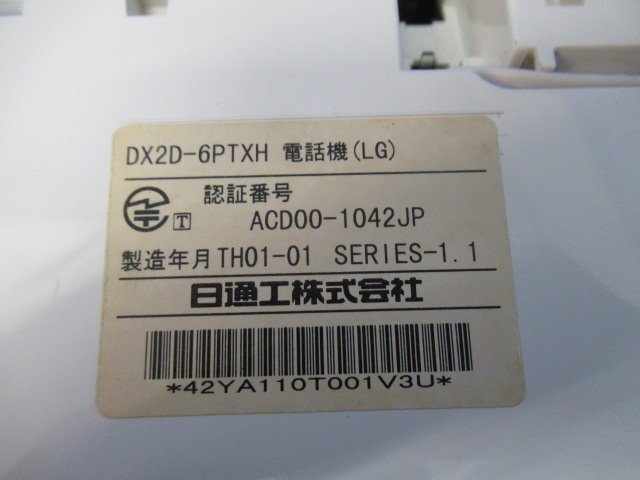 DX2D-6PTXH 電話機(LG)
認証番号
T ACD00-1042JP
製造年月 TH01-01 SERIES-1.1
日通工株式会社
*42YA110T001V3U*